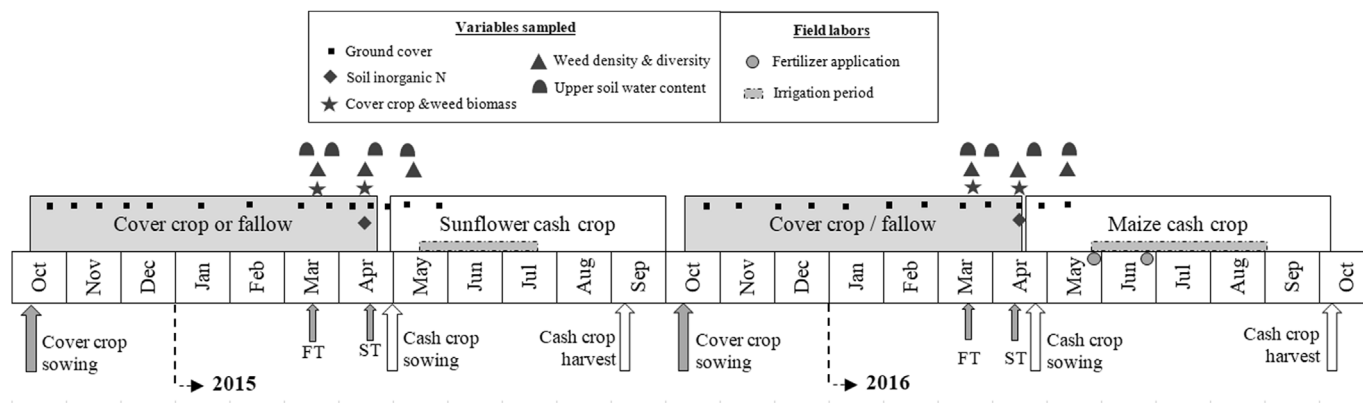 Variables sampled
Ground cover
Soil inorganic N
Cover crop &weed biomass
Weed density & diversity
Upper soil water content
Field labors
Fertilizer application
Irrigation period
Cover crop or fallow
Sunflower cash crop
Cover crop / fallow
Maize cash crop
Oct Nov Dec Jan Feb Mar Apr May Jun Jul Aug Sep Oct Nov Dec Jan Feb Mar Apr May Jun Jul Aug Sep Oct
Cover crop
sowing
FT
ST
Cash crop
sowing
Cash crop
harvest
Cover crop
sowing
FT
ST
Cash crop
sowing
Cash crop
harvest
2015
2016